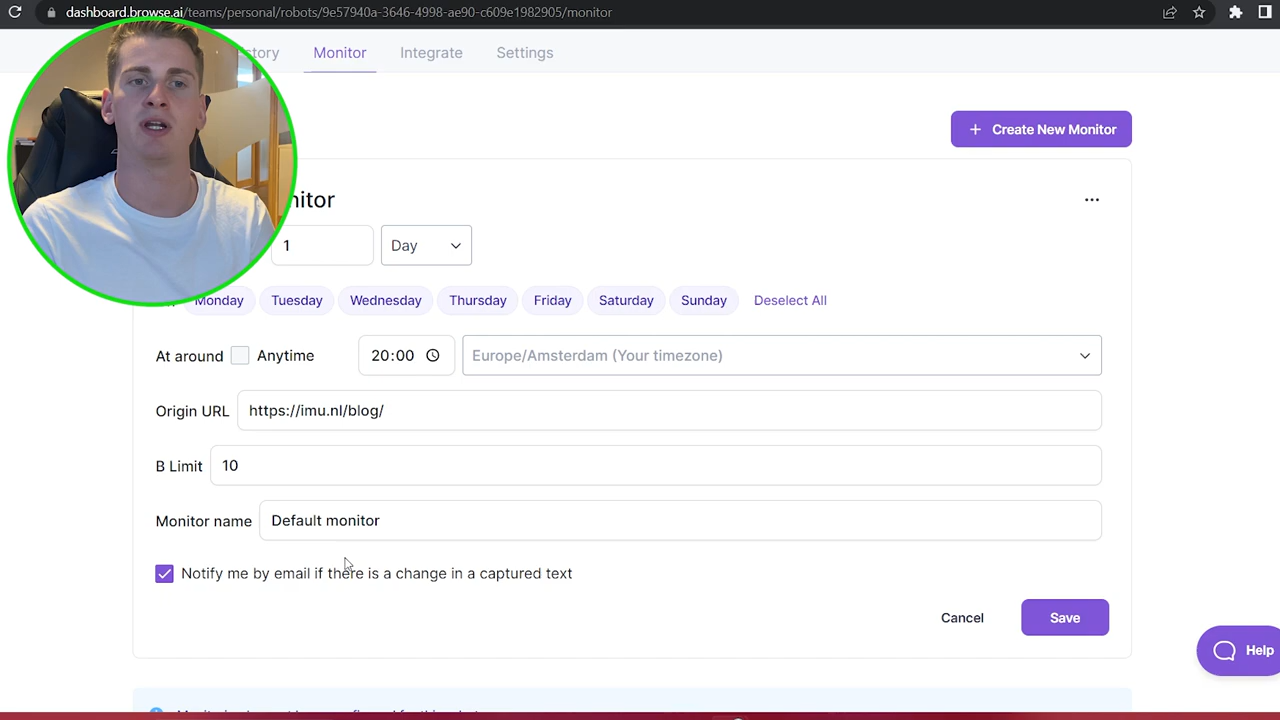 dashboard.browse.ai/teams/personal/robots/9e57940a-3646-4998-ae90-c609e1982905/monitor
Monitor
Integrate
Settings
Create New Monitor
1
Day
Monday
Tuesday
Wednesday
Thursday
Friday
Saturday
Sunday
Deselect All
At around
Anytime
20:00
Europe/Amsterdam (Your timezone)
Origin URL
https://imu.nl/blog/
B Limit
10
Monitor name
Default monitor
Notify me by email if there is a change in a captured text
Cancel
Save
Help